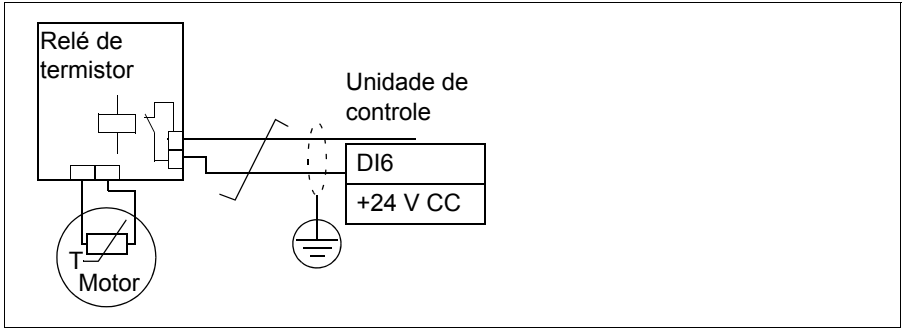 Relé de
termistor
Unidade de
controle
DI6
+24 V CC
T
Motor